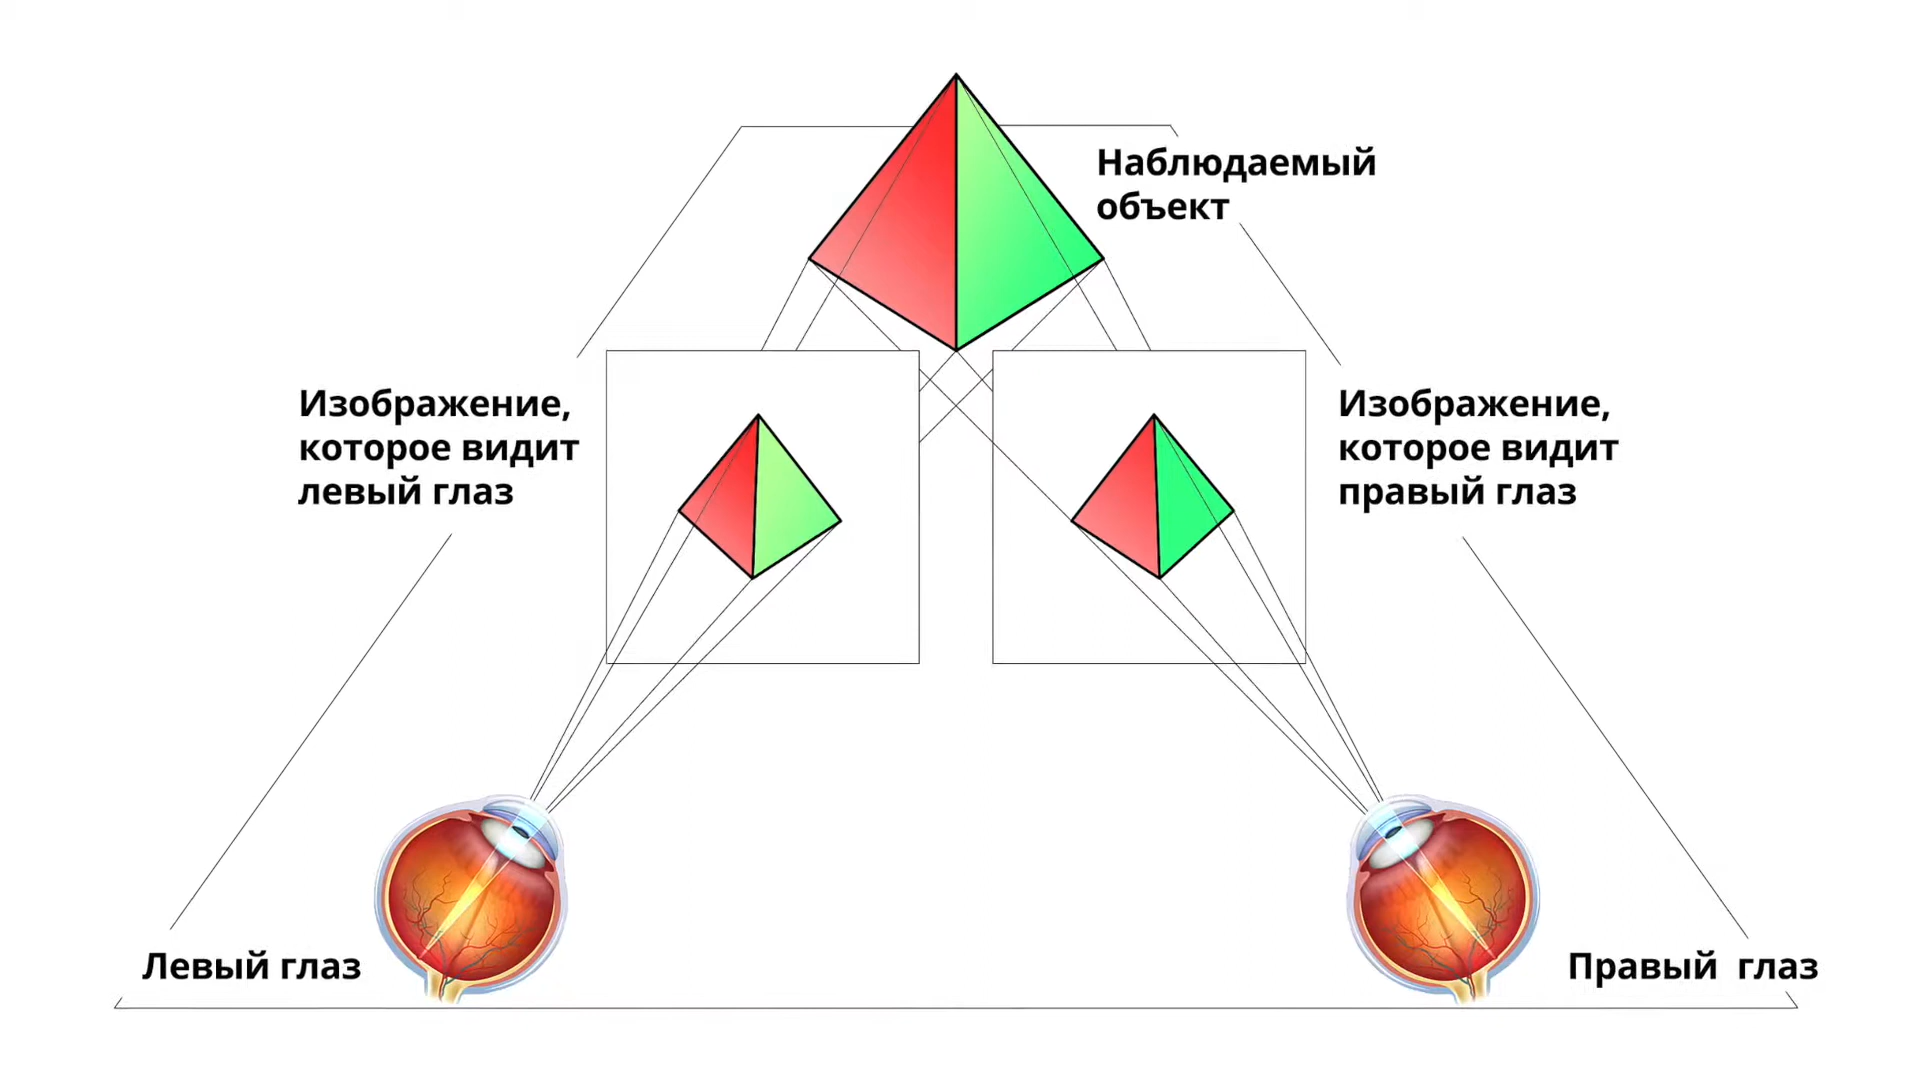 Наблюдаемый
объект
Изображение,
которое видит
левый глаз
Изображение,
которое видит
правый глаз
Левый глаз
Правый глаз